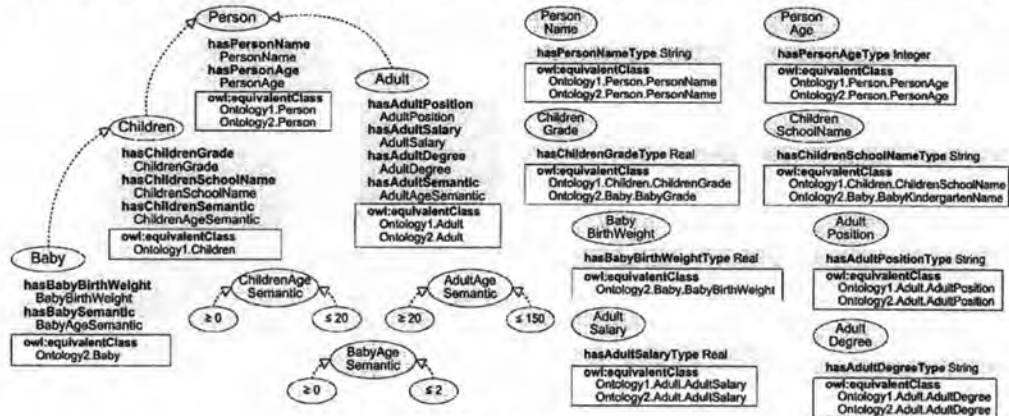 Person
hasPersonName
PersonName
hasPersonAge
PersonAge
owl:equivalentClass
Ontology1.Person
Ontology2.Person
Adult
hasAdultPosition
AdultPosition
hasAdultSalary
AdultSalary
hasAdultDegree
AdultDegree
hasAdultSemantic
AdultAgeSemantic
owl:equivalentClass
Ontology1.Adult
Ontology2.Adult
Children
hasChildrenGrade
ChildrenGrade
hasChildrenSchoolName
ChildrenSchoolName
hasChildrenSemantic
ChildrenAgeSemantic
owl:equivalentClass
Ontology1.Children
Baby
hasBabyBirthWeight
BabyBirthWeight
hasBabySemantic
BabyAgeSemantic
owl:equivalentClass
Ontology2.Baby
ChildrenAge
Semantic
≥ 0
≤ 20
AdultAge
Semantic
≥ 20
≤ 150
BabyAge
Semantic
≥ 0
≤ 2
Person
Name
hasPersonNameType String
owl:equivalentClass
Ontology1.Person.PersonName
Ontology2.Person.PersonName
Person
Age
hasPersonAgeType Integer
owl:equivalentClass
Ontology1.Person.PersonAge
Ontology2.Person.PersonAge
Children
Grade
hasChildrenGradeType Real
owl:equivalentClass
Ontology1.Children.ChildrenGrade
Ontology2.Baby.BabyGrade
Children
SchoolName
hasChildrenSchoolNameType String
owl:equivalentClass
Ontology1.Children.ChildrenSchoolName
Ontology2.Baby.BabyKindergartenName
Baby
BirthWeight
hasBabyBirthWeightType Real
owl:equivalentClass
Ontology2.Baby.BabyBirthWeight
Adult
Position
hasAdultPositionType String
owl:equivalentClass
Ontology1.Adult.AdultPosition
Ontology2.Adult.AdultPosition
Adult
Salary
hasAdultSalaryType Real
owl:equivalentClass
Ontology1.Adult.AdultSalary
Ontology2.Adult.AdultSalary
Adult
Degree
hasAdultDegreeType String
owl:equivalentClass
Ontology1.Adult.AdultDegree
Ontology2.Adult.AdultDegree